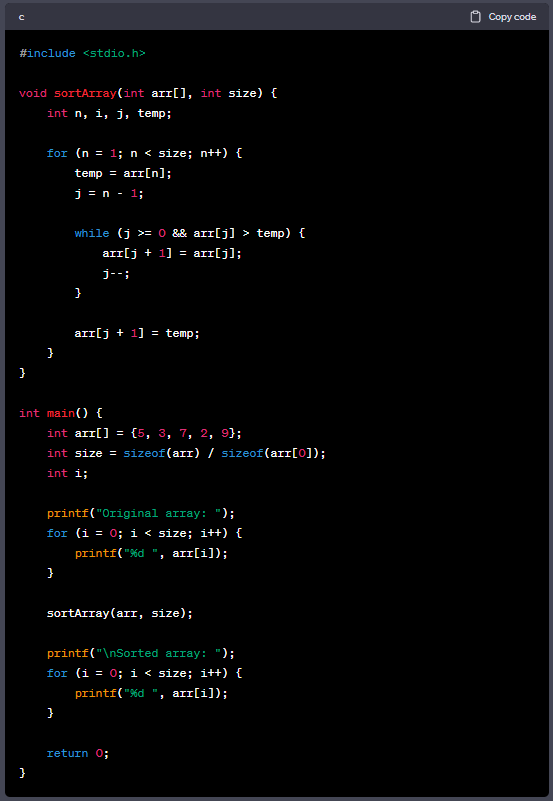 c
Copy code
#include <stdio.h>
void sortArray(int arr[], int size) {
    int n, i, j, temp;
    for (n = 1; n < size; n++) {
        temp = arr[n];
        j = n - 1;
        while (j >= 0 && arr[j] > temp) {
            arr[j + 1] = arr[j];
            j--;
        }
        arr[j + 1] = temp;
    }
}
int main() {
    int arr[] = {5, 3, 7, 2, 9};
    int size = sizeof(arr) / sizeof(arr[0]);
    int i;
    printf("Original array: ");
    for (i = 0; i < size; i++) {
        printf("%d ", arr[i]);
    }
    sortArray(arr, size);
    printf("\nSorted array: ");
    for (i = 0; i < size; i++) {
        printf("%d ", arr[i]);
    }
    return 0;
}